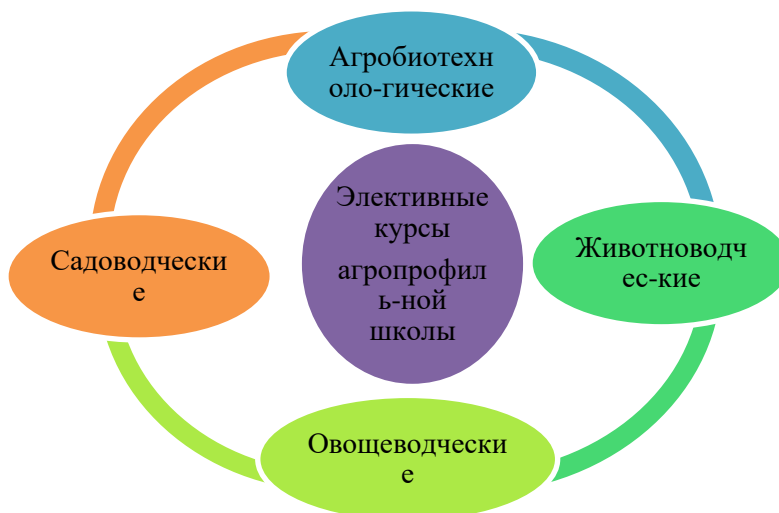 Агробиотехн
оло-гические
Элективные
курсы
агропрофил
ь-ной
школы
Садоводчески
е
Животноводч
ес-кие
Овощеводчески
е